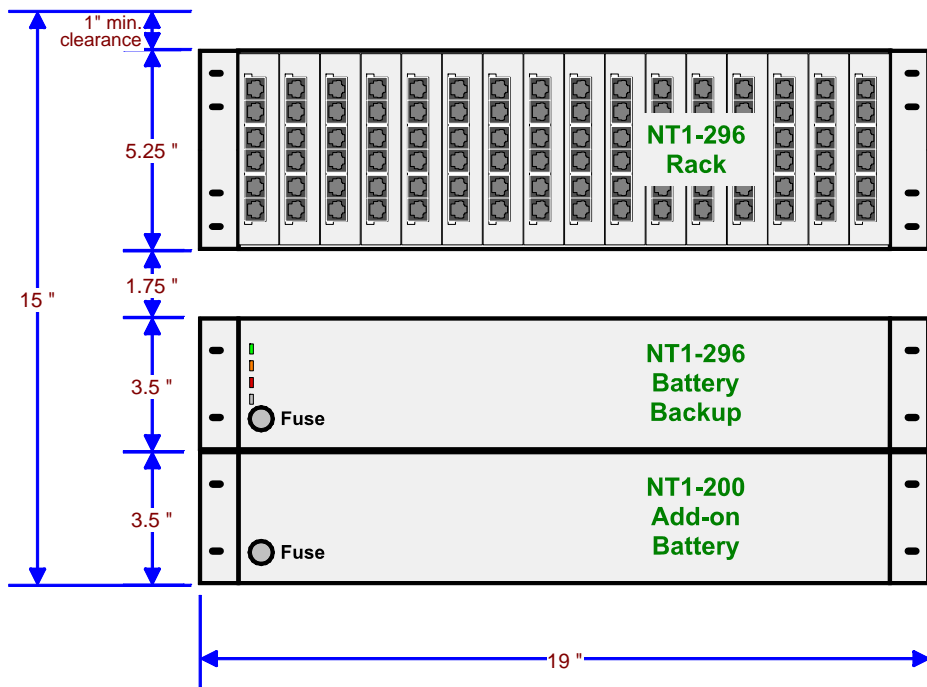 1" min.
clearance
5.25 "
NT1-296
Rack
15 "
1.75 "
3.5 "
NT1-296
Battery
Backup
Fuse
3.5 "
NT1-200
Add-on
Battery
Fuse
19 "